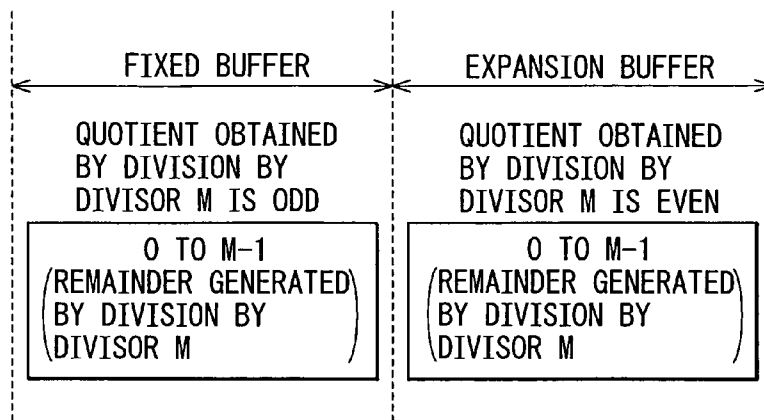 FIXED BUFFER
QUOTIENT OBTAINED
BY DIVISION BY
DIVISOR M IS ODD
0 TO M-1
(REMAINDER GENERATED
BY DIVISION BY
DIVISOR M)
EXPANSION BUFFER
QUOTIENT OBTAINED
BY DIVISION BY
DIVISOR M IS EVEN
0 TO M-1
(REMAINDER GENERATED
BY DIVISION BY
DIVISOR M)